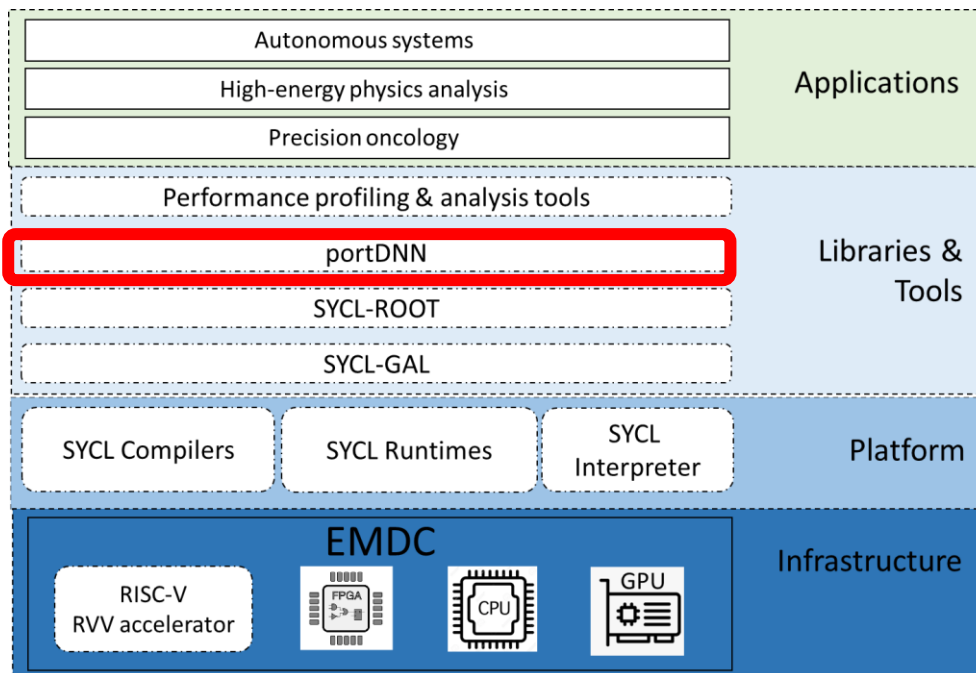 Autonomous systems
High-energy physics analysis
Precision oncology
Applications
Performance profiling & analysis tools
portDNN
SYCL-ROOT
SYCL-GAL
Libraries &
Tools
SYCL Compilers
SYCL Runtimes
SYCL
Interpreter
Platform
EMDC
RISC-V
RVV accelerator
FPGA
CPU
GPU
Infrastructure